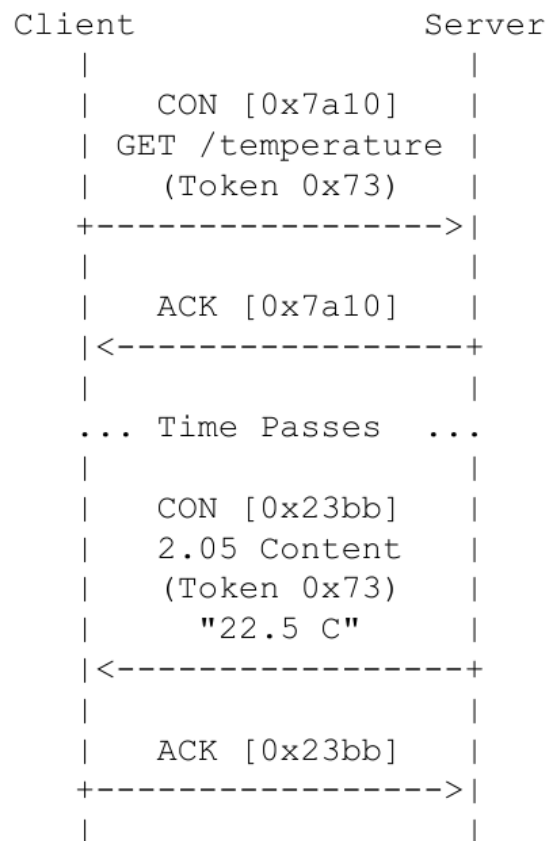 Client                Server
   |                    |
   |    CON [0x7a10]    |
   |  GET /temperature  |
   |    (Token 0x73)    |
   +------------------->|
   |                    |
   |    ACK [0x7a10]    |
   |<-------------------+
   |                    |
... Time Passes  ...
   |                    |
   |    CON [0x23bb]    |
   |    2.05 Content    |
   |    (Token 0x73)    |
   |      "22.5 C"      |
   |<-------------------+
   |                    |
   |    ACK [0x23bb]    |
   +------------------->|
   |                    |